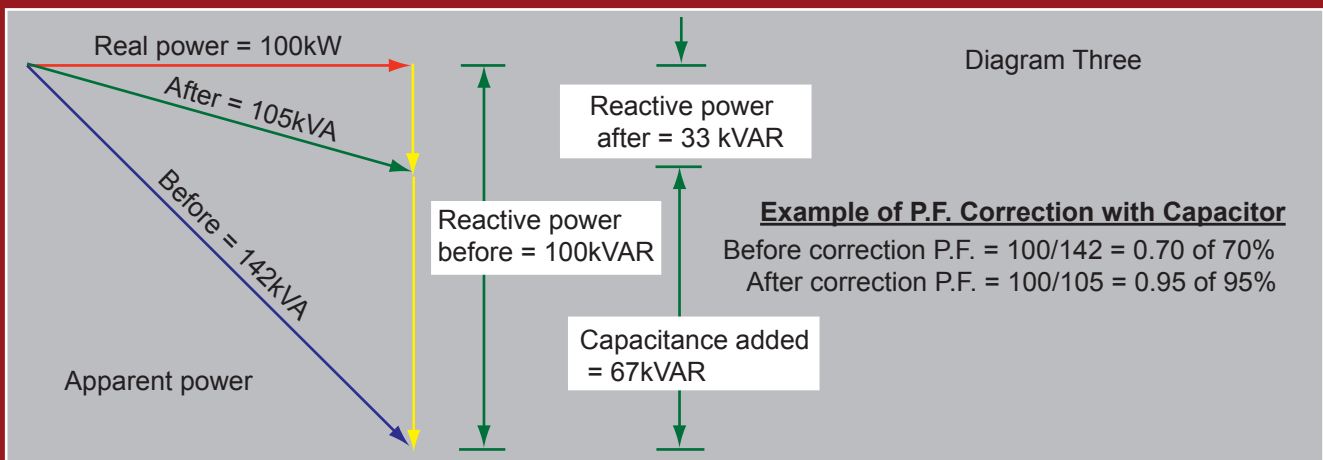 Real power = 100kW
After = 105kVA
Before = 142kVA
Apparent power
Reactive power
before = 100kVAR
Reactive power
after = 33 kVAR
Capacitance added
= 67kVAR
Diagram Three
Example of P.F. Correction with Capacitor
Before correction P.F. = 100/142 = 0.70 of 70%
After correction P.F. = 100/105 = 0.95 of 95%